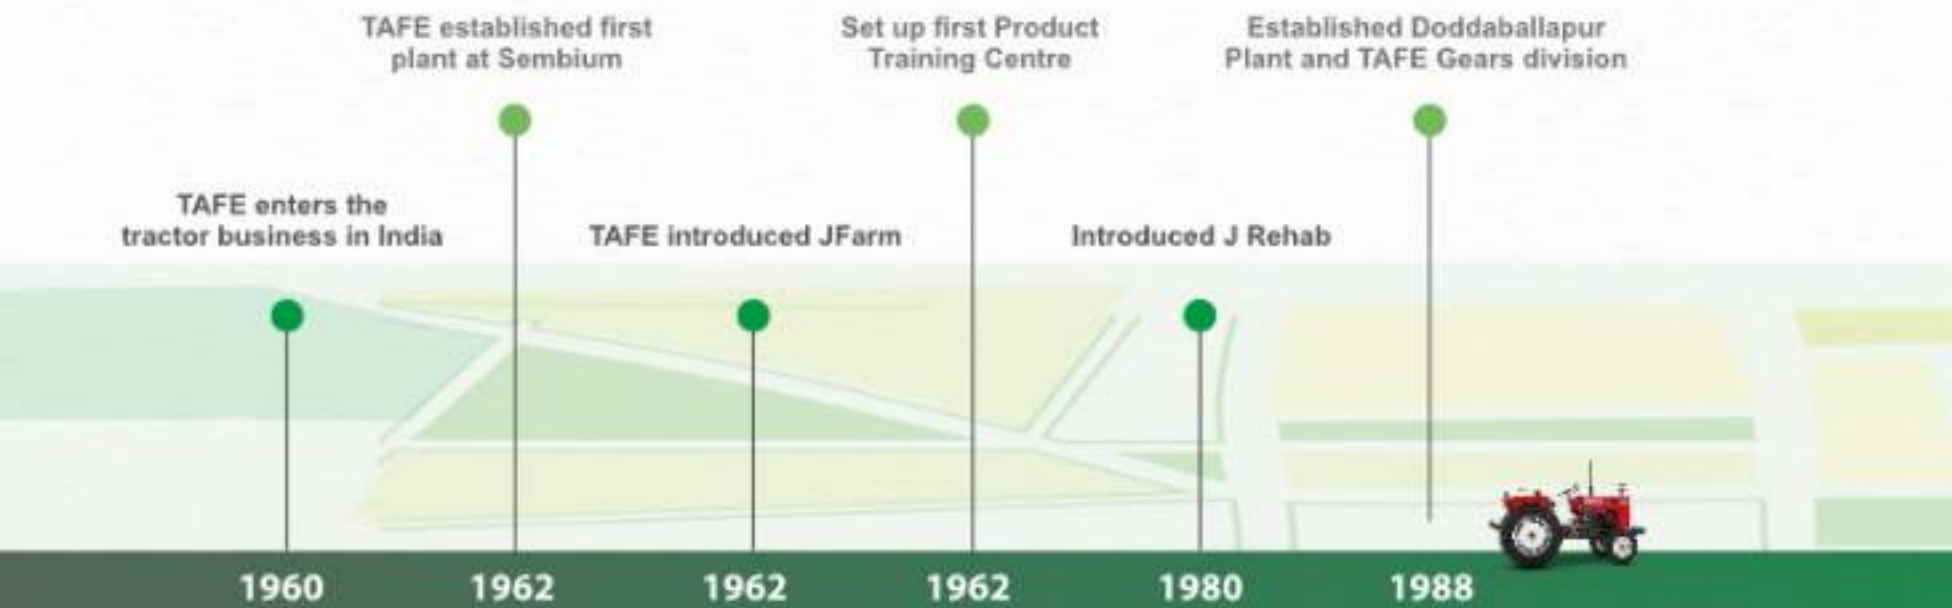 TAFE established first
plant at Sembium
Set up first Product
Training Centre
Established Doddaballapur
Plant and TAFE Gears division
TAFE enters the
tractor business in India
TAFE introduced JFarm
Introduced J Rehab
1960
1962
1962
1962
1980
1988